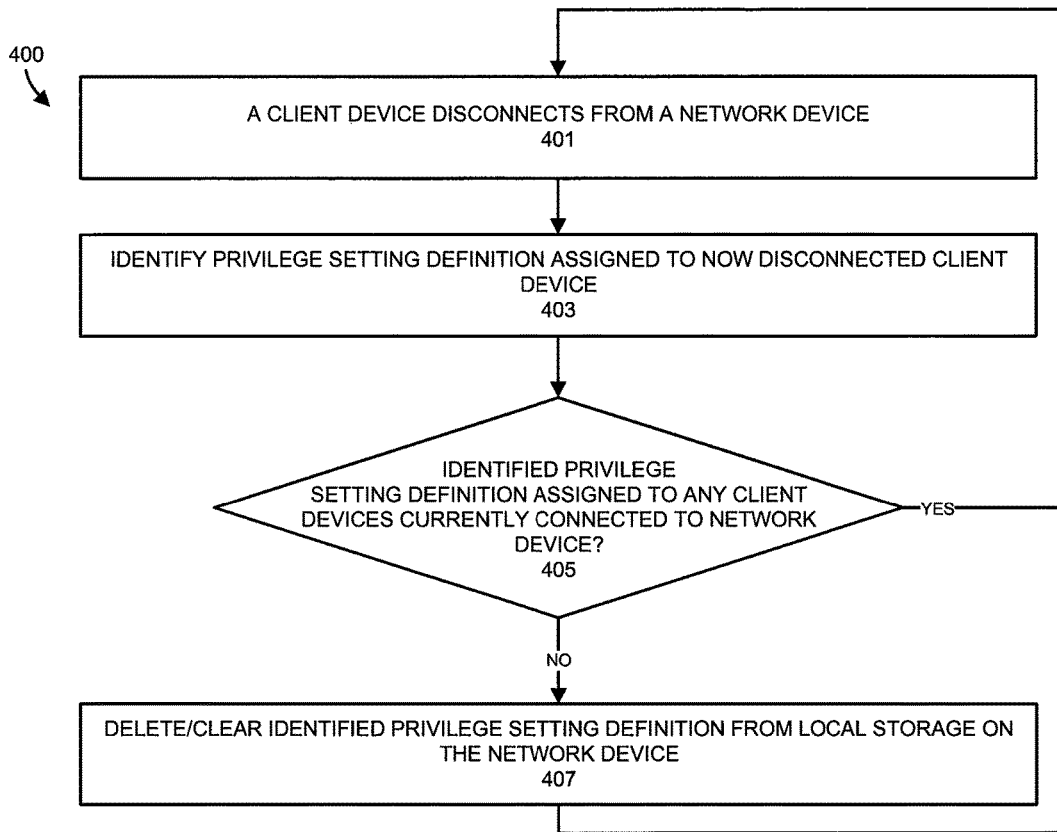 400
A CLIENT DEVICE DISCONNECTS FROM A NETWORK DEVICE
401
IDENTIFY PRIVILEGE SETTING DEFINITION ASSIGNED TO NOW DISCONNECTED CLIENT
DEVICE
403
IDENTIFIED PRIVILEGE
SETTING DEFINITION ASSIGNED TO ANY CLIENT
DEVICES CURRENTLY CONNECTED TO NETWORK
DEVICE?
405
YES
NO
DELETE/CLEAR IDENTIFIED PRIVILEGE SETTING DEFINITION FROM LOCAL STORAGE ON
THE NETWORK DEVICE
407